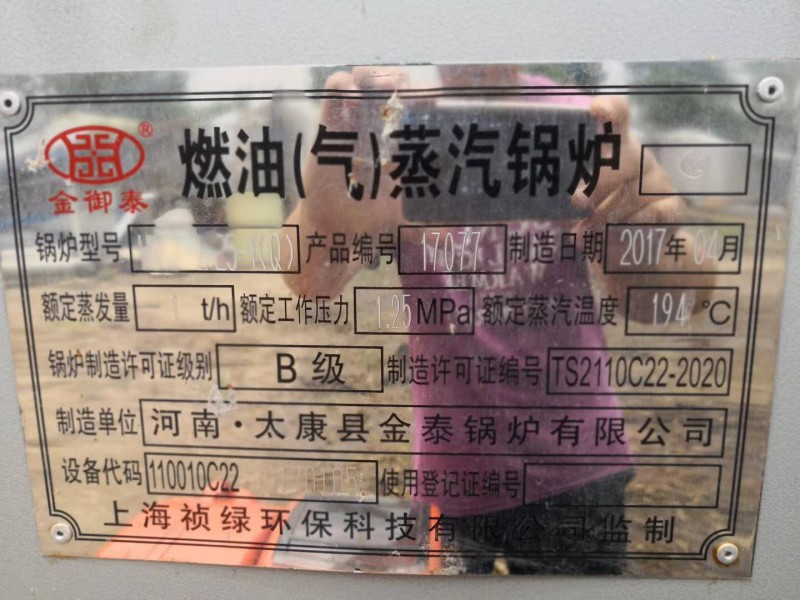 金御泰®
燃油(气)蒸汽锅炉 G
锅炉型号 25-Y(Q) 产品编号 17077 制造日期 2017年04月
额定蒸发量 t/h 额定工作压力 1.25 MPa 额定蒸汽温度 194 ℃
锅炉制造许可证级别 B级 制造许可证编号 TS2110C22-2020
制造单位 河南·太康县金泰锅炉有限公司
设备代码 110010C22 使用登记证编号
上海祯绿环保科技有限公司监制